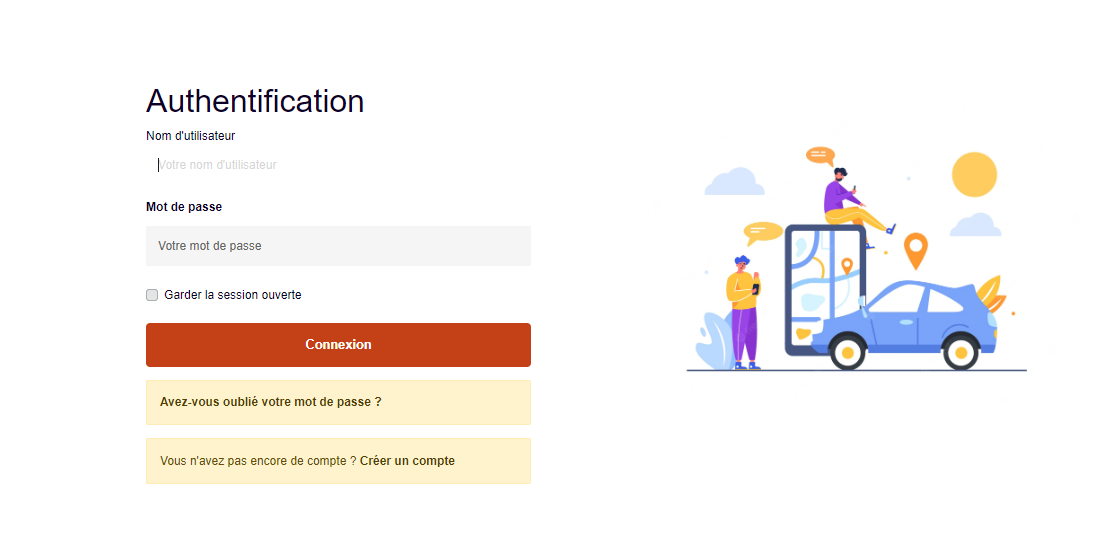 Authentification
Nom d'utilisateur
Votre nom d'utilisateur
Mot de passe
Votre mot de passe
Garder la session ouverte
Connexion
Avez-vous oublié votre mot de passe ?
Vous n'avez pas encore de compte ? Créer un compte